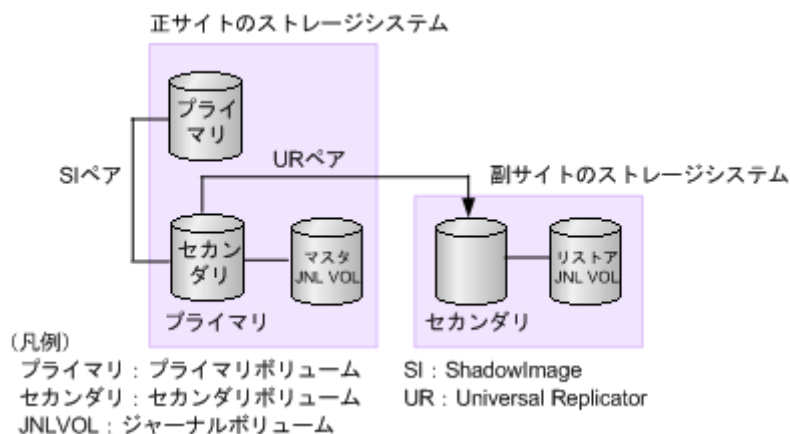 正サイトのストレージシステム
プライ
マリ
SIペア
URペア
副サイトのストレージシステム
セカン
ダリ
マスタ
JNL VOL
リストア
JNL VOL
プライマリ
セカンダリ
(凡例)
プライマリ：プライマリボリューム
SI：ShadowImage
セカンダリ：セカンダリボリューム
UR：Universal Replicator
JNLVOL：ジャーナルボリューム